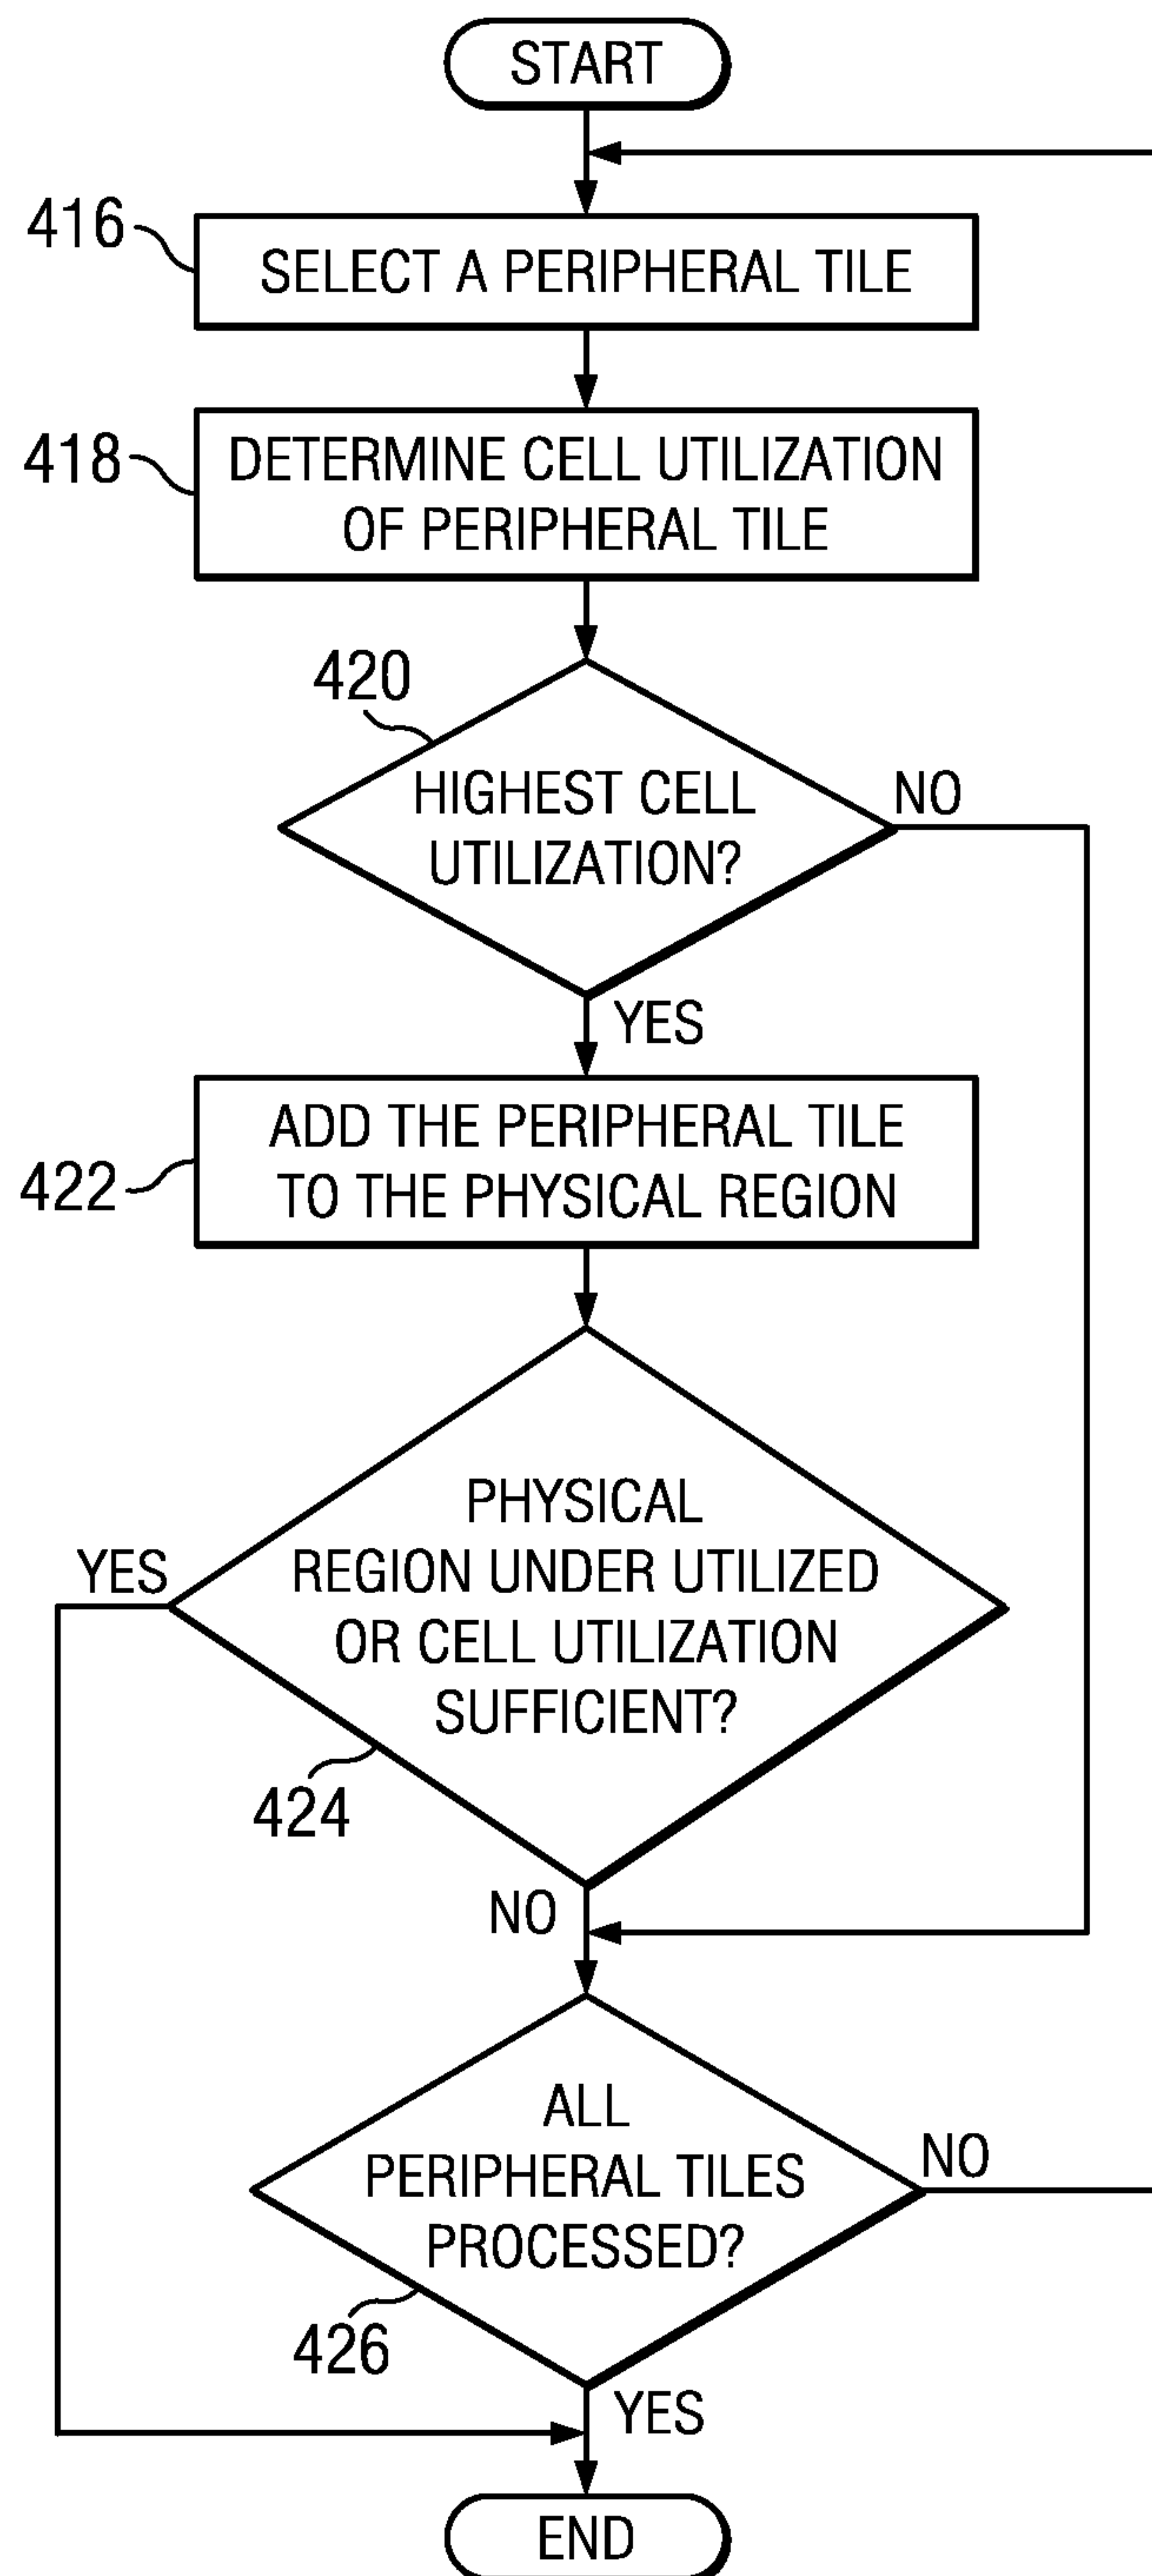 START
416
SELECT A PERIPHERAL TILE
418
DETERMINE CELL UTILIZATION
OF PERIPHERAL TILE
420
HIGHEST CELL
UTILIZATION?
NO
YES
422
ADD THE PERIPHERAL TILE
TO THE PHYSICAL REGION
PHYSICAL
REGION UNDER UTILIZED
OR CELL UTILIZATION
SUFFICIENT?
YES
424
NO
ALL
PERIPHERAL TILES
PROCESSED?
NO
426
YES
END